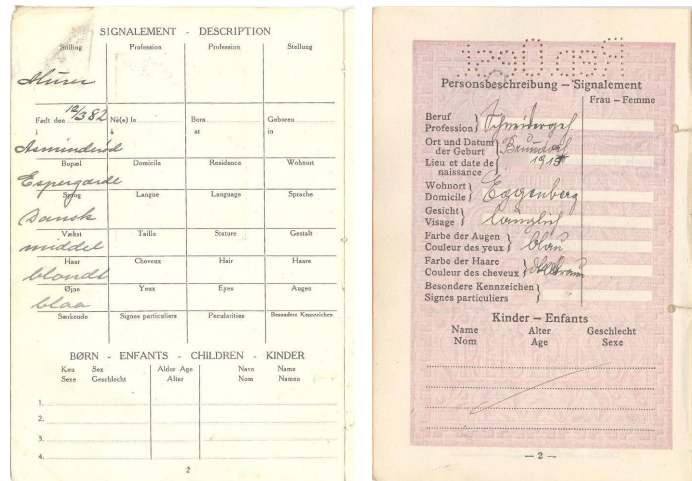 SIGNALEMENT - DESCRIPTION
Stilling Profession Profession Stellung
Murer
Født den 12/3 82 Né(e) le Born Geboren
i à at in
Asminderød
Bopæl Domicile Residence Wohnort
Espergærde
Sprog Langue Language Sprache
Dansk
Vækst Taille Stature Gestalt
middel
Haar Cheveux Hair Haare
blondt
Øjne Yeux Eyes Augen
blaa
Særkende Signes particuliers Pecularities Besondere Kennzeichen
BØRN - ENFANTS - CHILDREN - KINDER
Køn Sex Alder Age Navn Name
Sexe Geschlecht Alter Nom Namen
1.
2.
3.
4.
2
Personsbeschreibung – Signalement
Frau – Femme
Beruf
Profession
Ort und Datum
der Geburt
Lieu et date de
naissance
Wohnort
Domicile Eggenberg
Gesicht
Visage länglich
Farbe der Augen
Couleur des yeux blau
Farbe der Haare
Couleur des cheveux
Besondere Kennzeichen
Signes particuliers
Kinder – Enfants
Name Alter Geschlecht
Nom Age Sexe
— 2 —